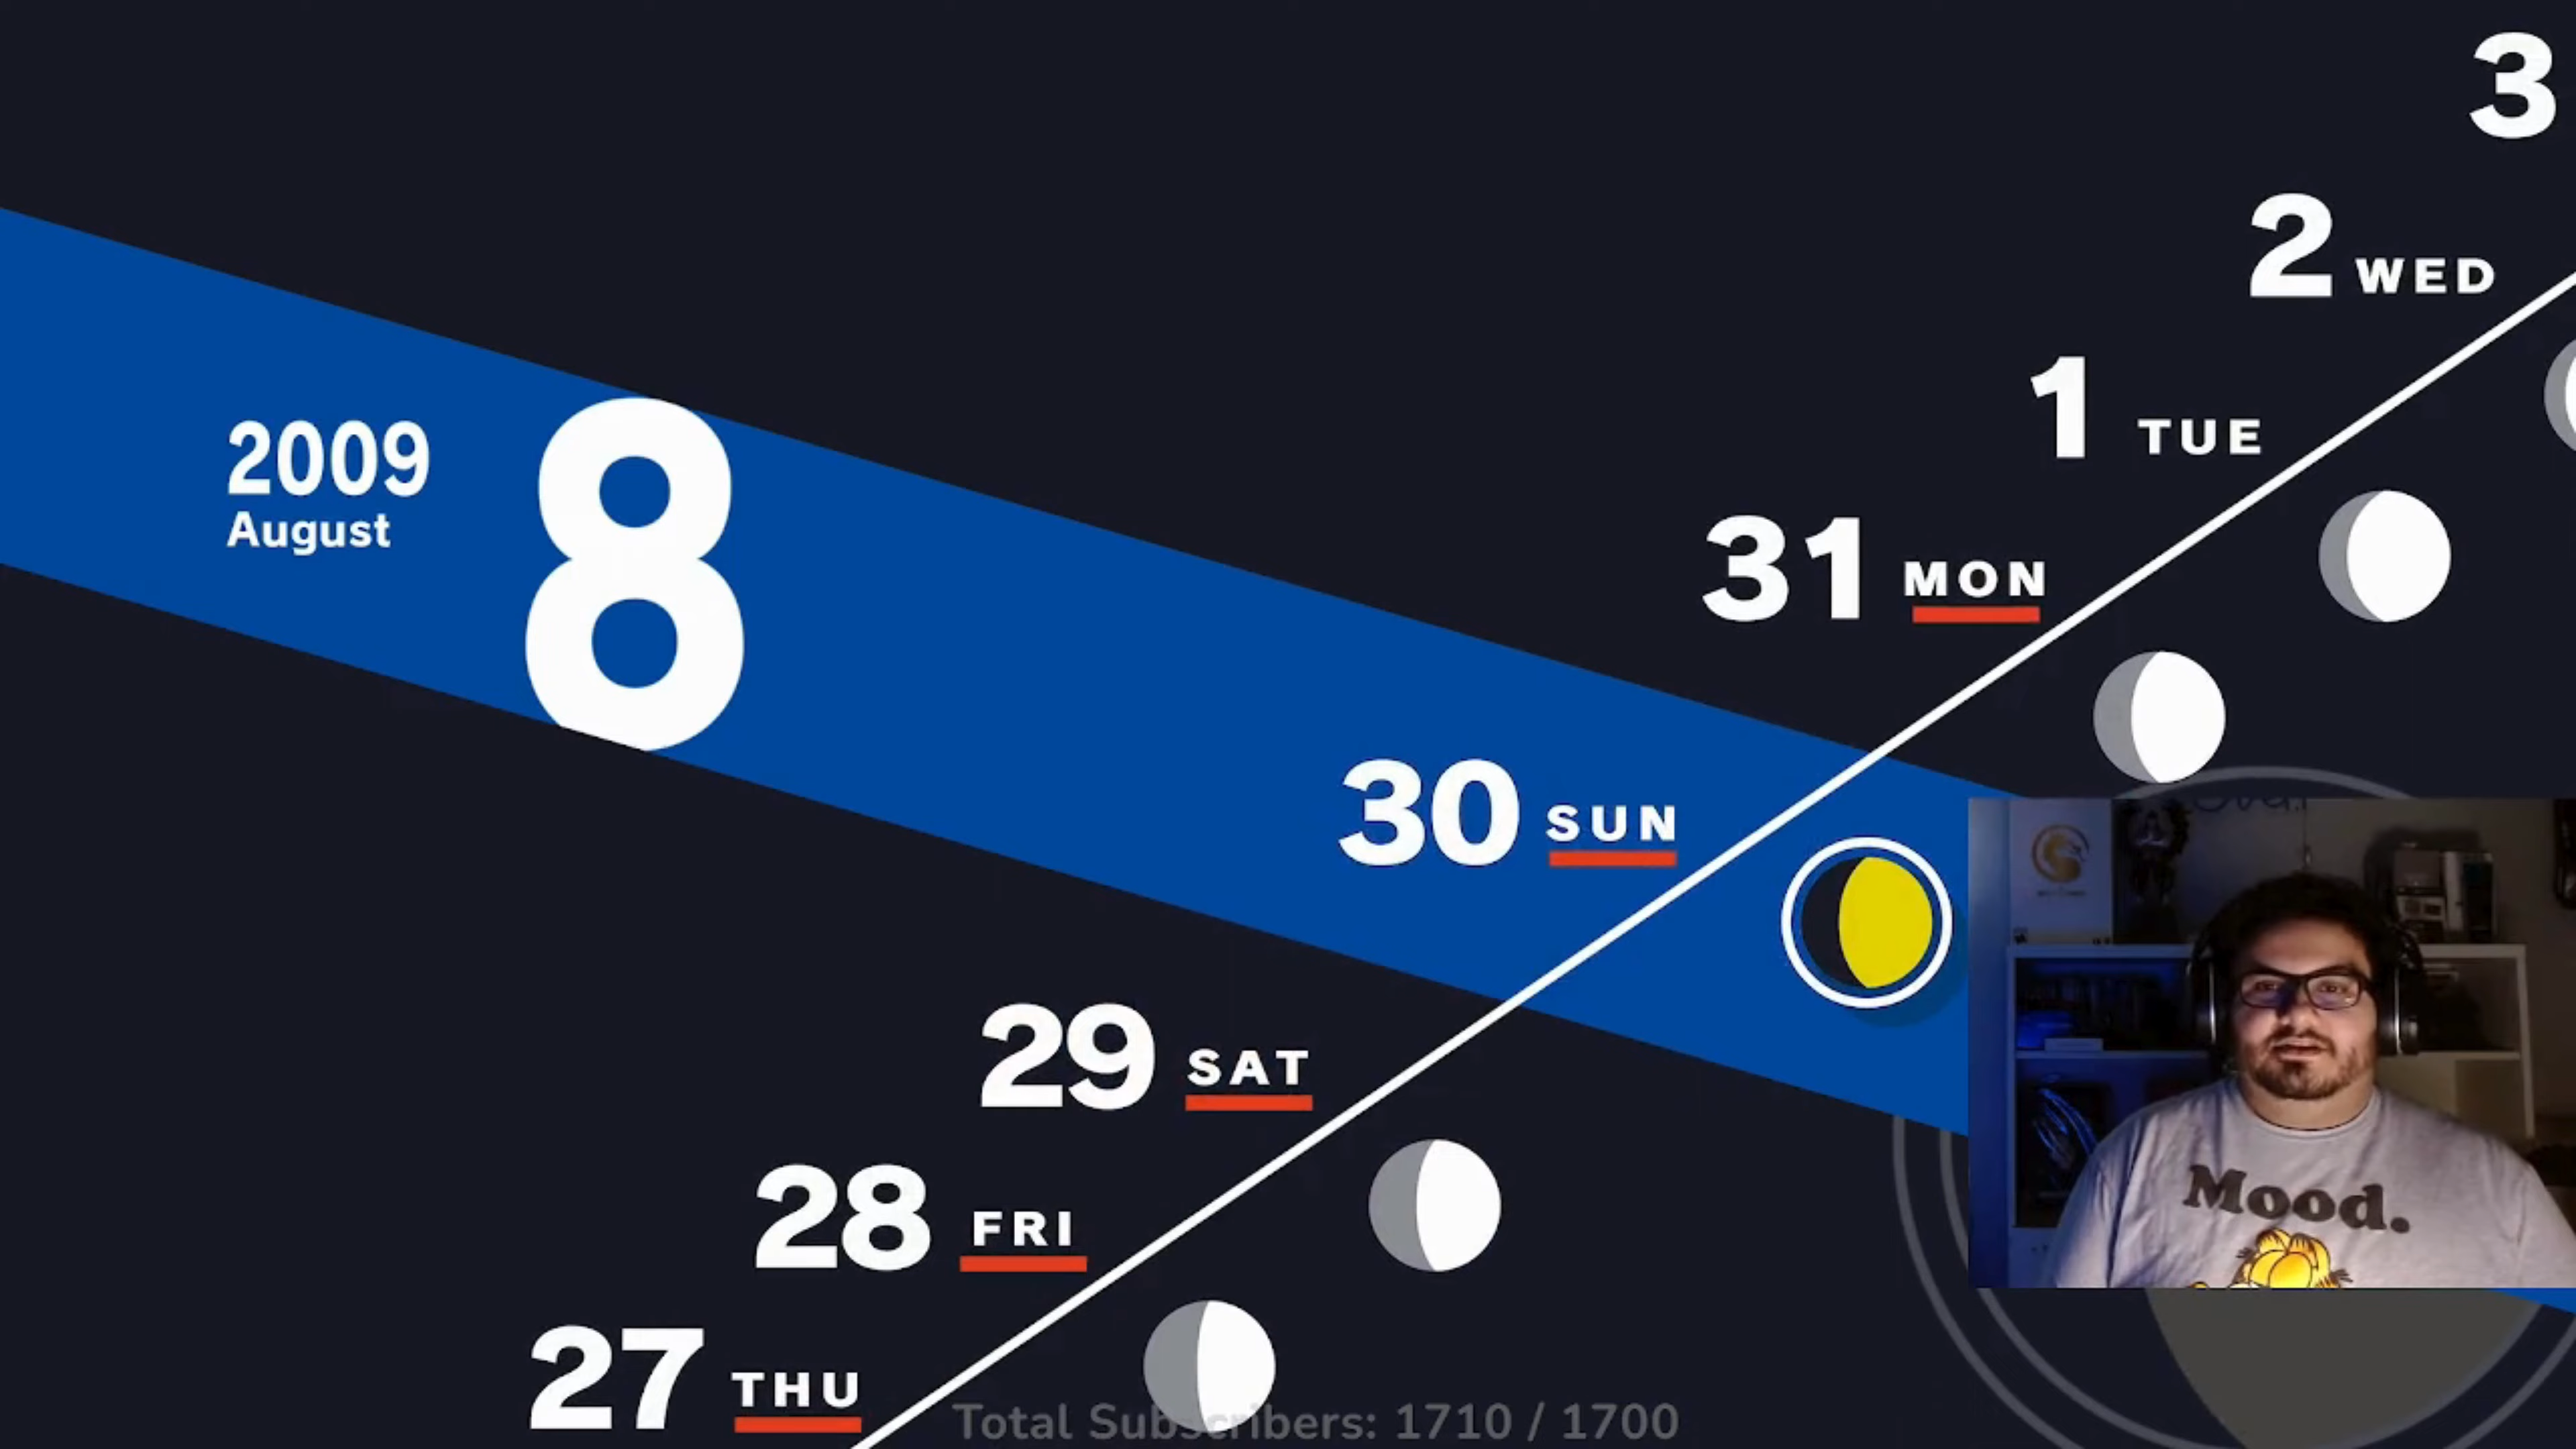 3
2 WED
1 TUE
2009
August
8
31 MON
30 SUN
29 SAT
28 FRI
27 THU
Mood.
Total Subscribers: 1710 / 1700